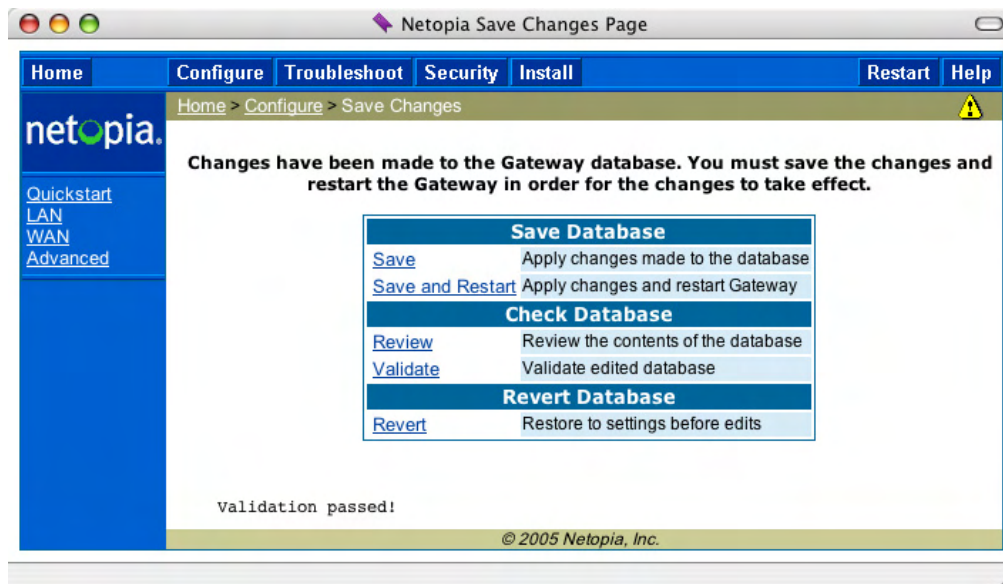 Netopia Save Changes Page
Home Configure Troubleshoot Security Install Restart Help
netopia.
Home > Configure > Save Changes
Quickstart
LAN
WAN
Advanced
Changes have been made to the Gateway database. You must save the changes and
restart the Gateway in order for the changes to take effect.
Save Database
Save Apply changes made to the database
Save and Restart Apply changes and restart Gateway
Check Database
Review Review the contents of the database
Validate Validate edited database
Revert Database
Revert Restore to settings before edits
Validation passed!
© 2005 Netopia, Inc.